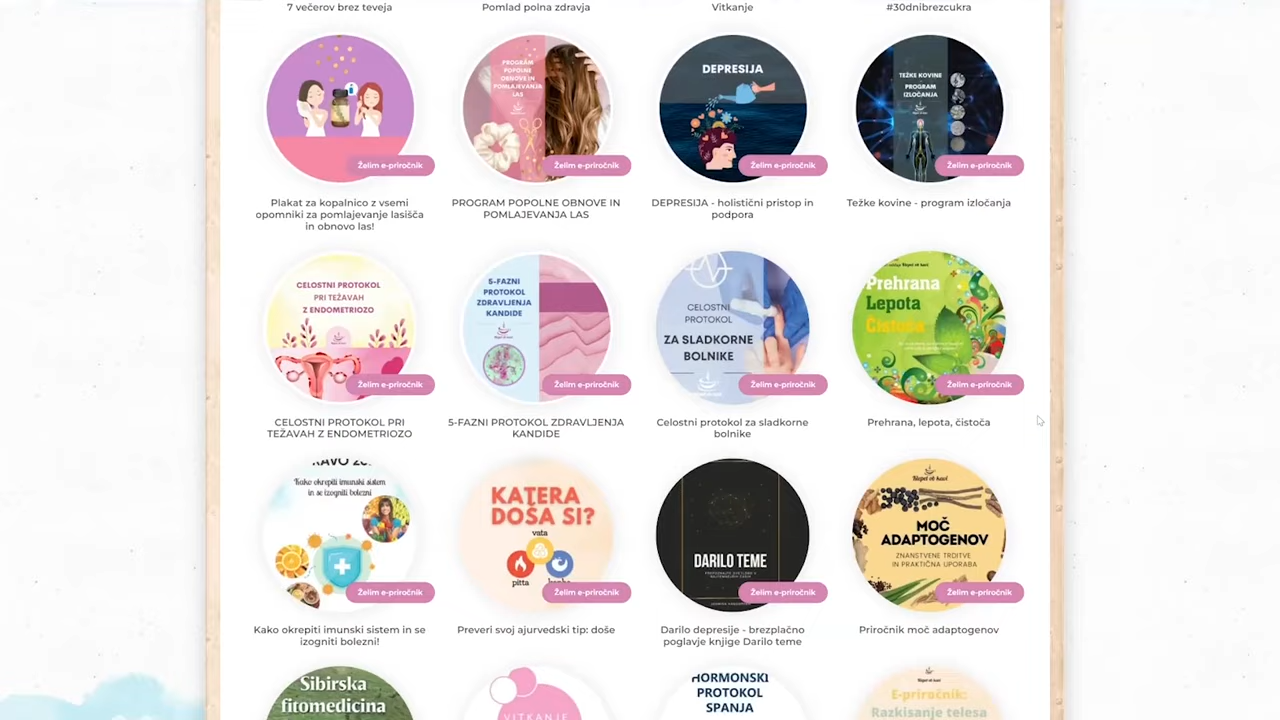 7 večerov brez teveja
Pomlad polna zdravja
Vitkanje
#30dnibrezcukra
PROGRAM
POPOLNE
OBNOVE IN
POMLAJEVANJA
LAS
DEPRESIJA
TEŽKE KOVINE
PROGRAM
IZLOČANJA
Želim e-priročnik
Želim e-priročnik
Želim e-priročnik
Želim e-priročnik
Plakat za kopalnico z vsemi
opomniki za pomlajevanje lasišča
in obnovo las!
PROGRAM POPOLNE OBNOVE IN
POMLAJEVANJA LAS
DEPRESIJA - holistični pristop in
podpora
Težke kovine - program izločanja
CELOSTNI PROTOKOL
PRI TEŽAVAH
Z ENDOMETRIOZO
5-FAZNI
PROTOKOL
ZDRAVLJENJA
KANDIDE
CELOSTNI
PROTOKOL
ZA SLADKORNE
BOLNIKE
Prehrana
Lepota
Čistoča
Želim e-priročnik
Želim e-priročnik
Želim e-priročnik
Želim e-priročnik
CELOSTNI PROTOKOL PRI
TEŽAVAH Z ENDOMETRIOZO
5-FAZNI PROTOKOL ZDRAVLJENJA
KANDIDE
Celostni protokol za sladkorne
bolnike
Prehrana, lepota, čistoča
Kako okrepiti imunski sistem
in se izogniti bolezni
KATERA
DOŠA SI?
vata
pitta
DARILO TEME
Klepet ob kavi
MOČ
ADAPTOGENOV
ZNANSTVENE TRDITVE
IN PRAKTIČNA UPORABA
Želim e-priročnik
Želim e-priročnik
Želim e-priročnik
Želim e-priročnik
Kako okrepiti imunski sistem in se
izogniti bolezni!
Preveri svoj ajurvedski tip: doše
Darilo depresije - brezplačno
poglavje knjige Darilo teme
Priročnik moč adaptogenov
Sibirska
fitomedicina
VITKANJE
HORMONSKI
PROTOKOL
SPANJA
E-priročnik:
Razkisanje telesa